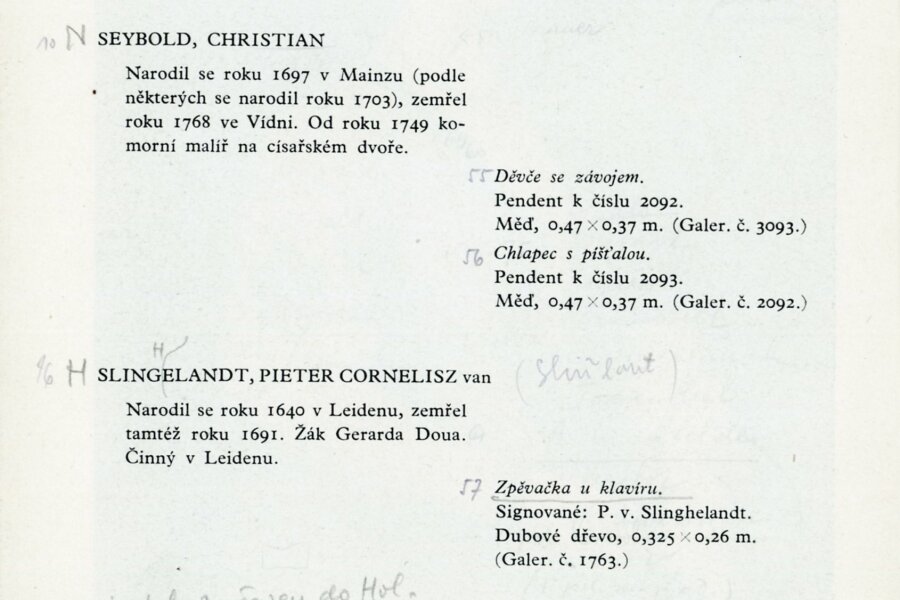 10 N SEYBOLD, CHRISTIAN
Narodil se roku 1697 v Mainzu (podle
některých se narodil roku 1703), zemřel
roku 1768 ve Vídni. Od roku 1749 ko-
morní malíř na císařském dvoře.
55 Děvče se závojem.
Pendent k číslu 2092.
Měď, 0,47×0,37 m. (Galer. č. 3093.)
56 Chlapec s píšťalou.
Pendent k číslu 2093.
Měď, 0,47×0,37 m. (Galer. č. 2092.)
H
H SLINGELANDT, PIETER CORNELISZ van
Narodil se roku 1640 v Leidenu, zemřel
tamtéž roku 1691. Žák Gerarda Doua.
Činný v Leidenu.
57 Zpěvačka u klavíru.
Signované: P. v. Slinghelandt.
Dubové dřevo, 0,325×0,26 m.
(Galer. č. 1763.)
do Hol.